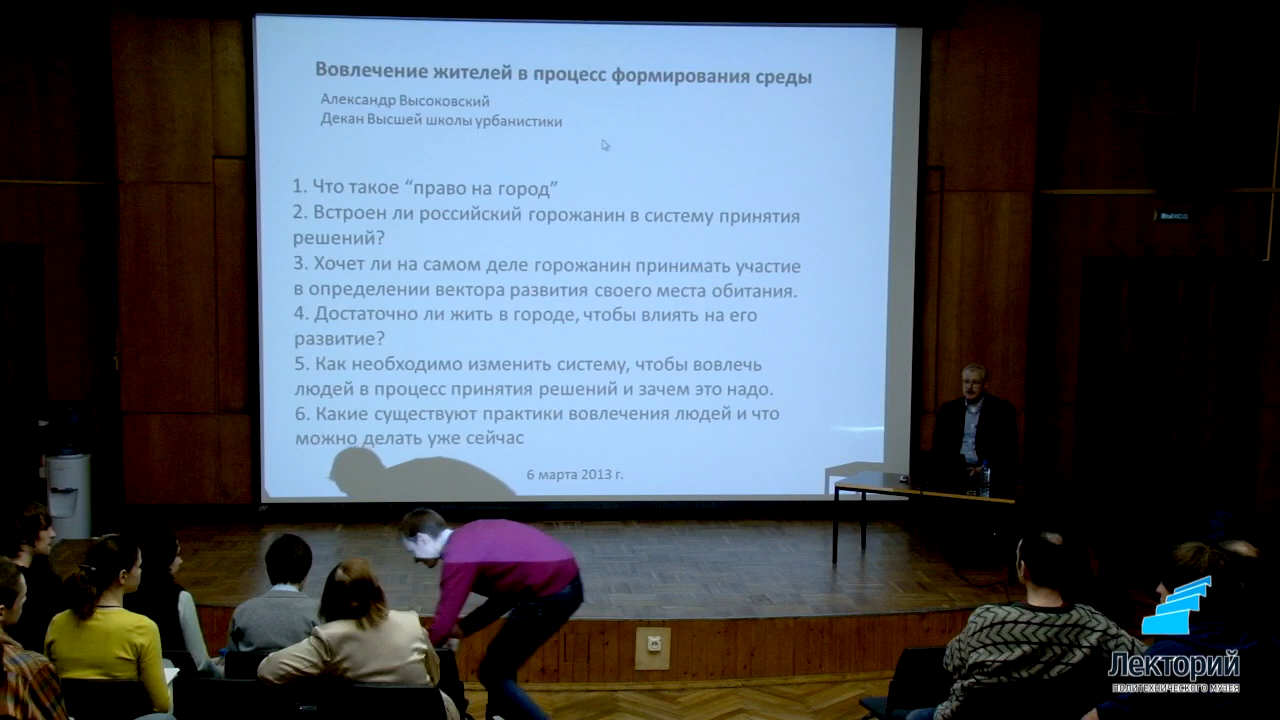 Вовлечение жителей в процесс формирования среды
Александр Высоковский
Декан Высшей школы урбанистики
1. Что такое “право на город”
2. Встроен ли российский горожанин в систему принятия
решений?
3. Хочет ли на самом деле горожанин принимать участие
в определении вектора развития своего места обитания.
4. Достаточно ли жить в городе, чтобы влиять на его
развитие?
5. Как необходимо изменить систему, чтобы вовлечь
людей в процесс принятия решений и зачем это надо.
6. Какие существуют практики вовлечения людей и что
можно делать уже сейчас
6 марта 2013 г.
Выход
Лекторий
ПОЛИТЕХНИЧЕСКОГО МУЗЕЯ